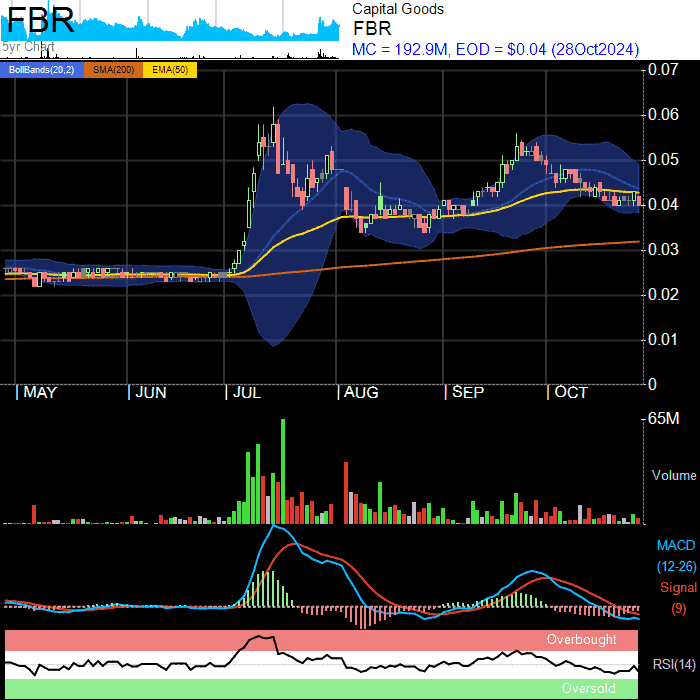 FBR
5yr Chart
Capital Goods
FBR
MC = 192.9M, EOD = $0.04 (28Oct2024)
BollBands(20,2) SMA(200) EMA(50)
0.07
0.06
0.05
0.04
0.03
0.02
0.01
0
MAY JUN JUL AUG SEP OCT
65M
Volume
MACD
(12-26)
Signal
(9)
Overbought
RSI(14)
Oversold